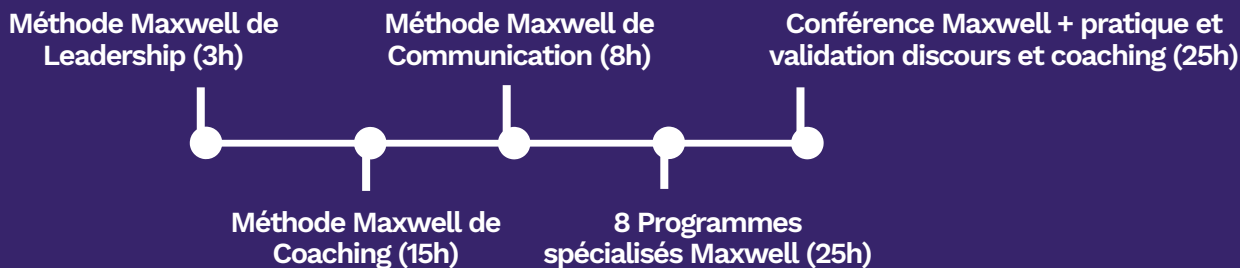 Méthode Maxwell de
Leadership (3h)
Méthode Maxwell de
Communication (8h)
Conférence Maxwell + pratique et
validation discours et coaching (25h)
Méthode Maxwell de
Coaching (15h)
8 Programmes
spécialisés Maxwell (25h)